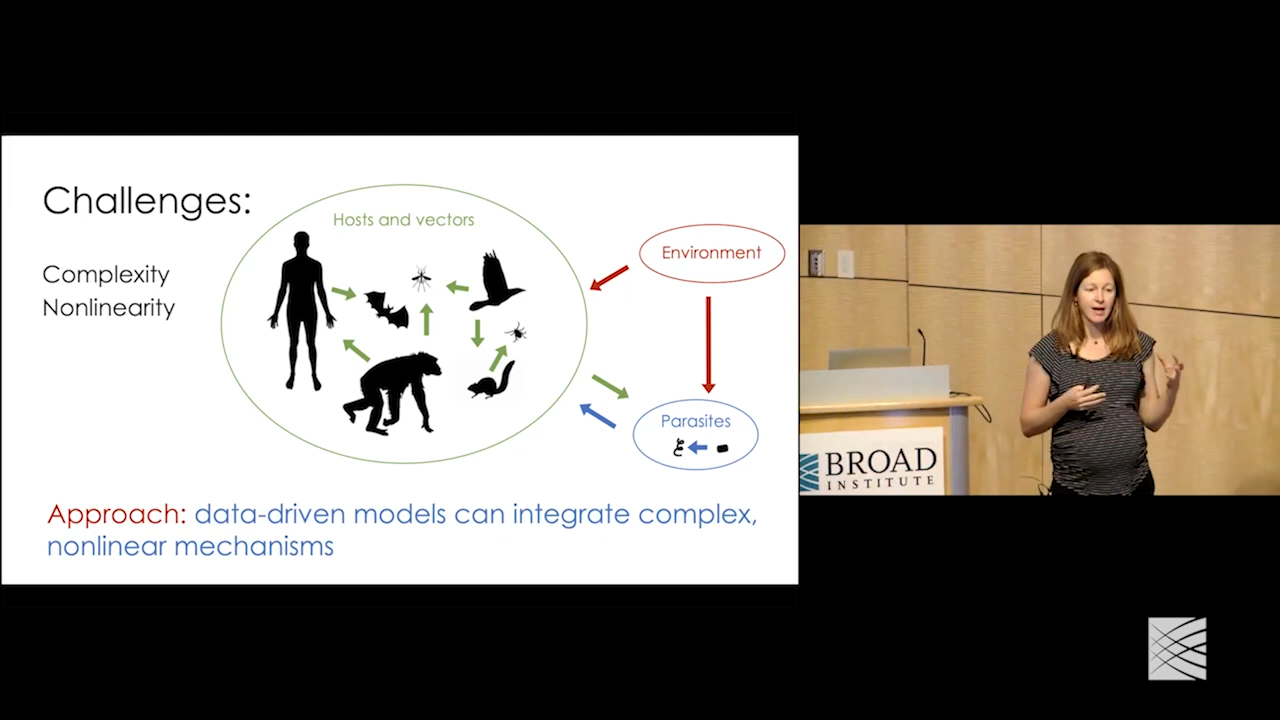 Challenges:
Hosts and vectors
Environment
Complexity
Nonlinearity
Parasites
Approach: data-driven models can integrate complex,
nonlinear mechanisms
BROAD
INSTITUTE